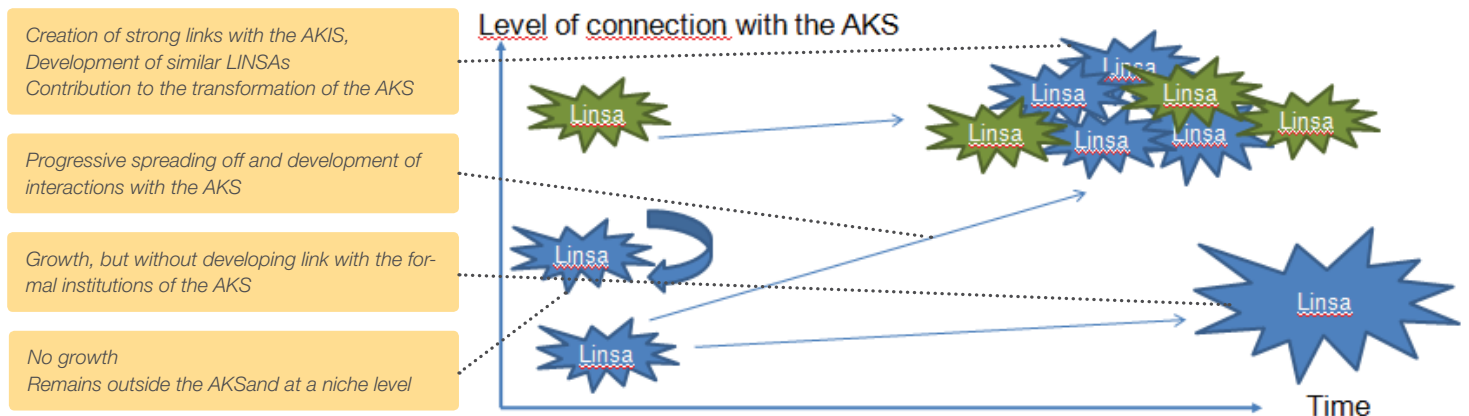 Creation of strong links with the AKIS,
Development of similar LINSAs
Contribution to the transformation of the AKS
Progressive spreading off and development of
interactions with the AKS
Growth, but without developing link with the for-
mal institutions of the AKS
No growth
Remains outside the AKSand at a niche level
Level of connection with the AKS
Linsa
Linsa
Linsa
Linsa
Linsa
Linsa
Linsa
Linsa
Linsa
Linsa
Linsa
Time